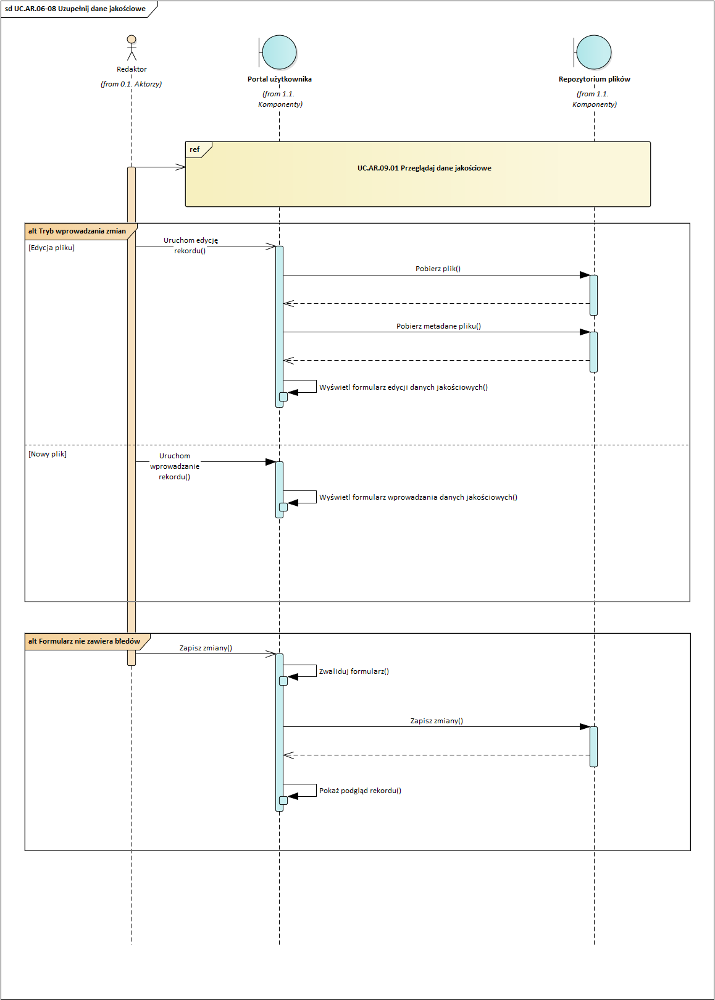 sd UC.AR.06-08 Uzupełnij dane jakościowe
Redaktor
(from 0.1. Aktorzy)
Portal użytkownika
(from 1.1.
Komponenty)
Repozytorium plików
(from 1.1.
Komponenty)
ref
UC.AR.09.01 Przeglądaj dane jakościowe
alt Tryb wprowadzania zmian
[Edycja pliku]
Uruchom edycję
rekordu()
Pobierz plik()
Pobierz metadane pliku()
Wyświetl formularz edycji danych jakościowych()
[Nowy plik]
Uruchom
wprowadzanie
rekordu()
Wyświetl formularz wprowadzania danych jakościowych()
alt Formularz nie zawiera błedów
Zapisz zmiany()
Zwaliduj formularz()
Zapisz zmiany()
Pokaż podgląd rekordu()